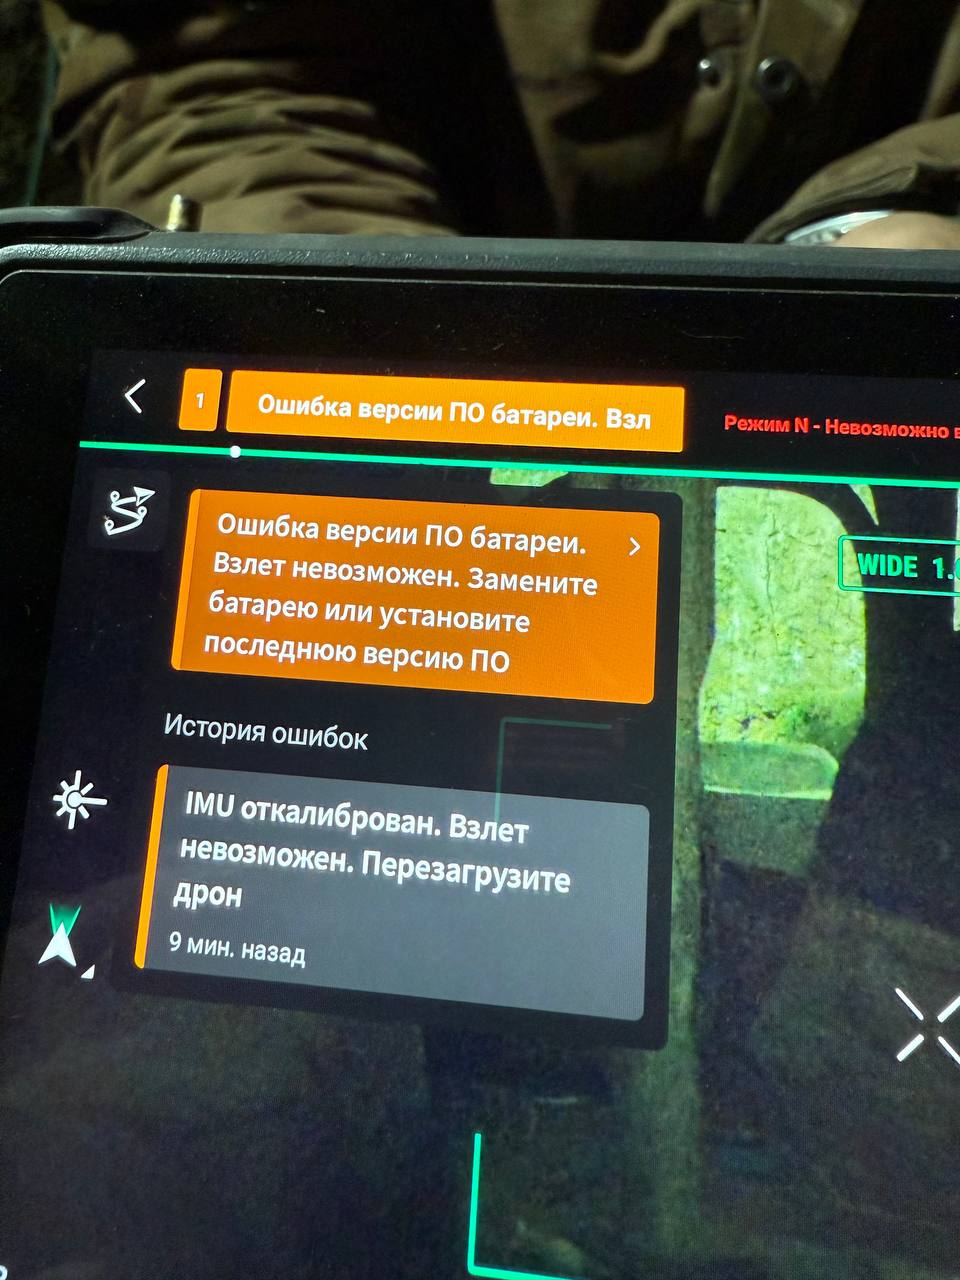 1
Ошибка версии ПО батареи. Взл
Режим N - Невозможно
WIDE 1.
Ошибка версии ПО батареи.
Взлет невозможен. Замените
батарею или установите
последнюю версию ПО
История ошибок
IMU откалиброван. Взлет
невозможен. Перезагрузите
дрон
9 мин. назад